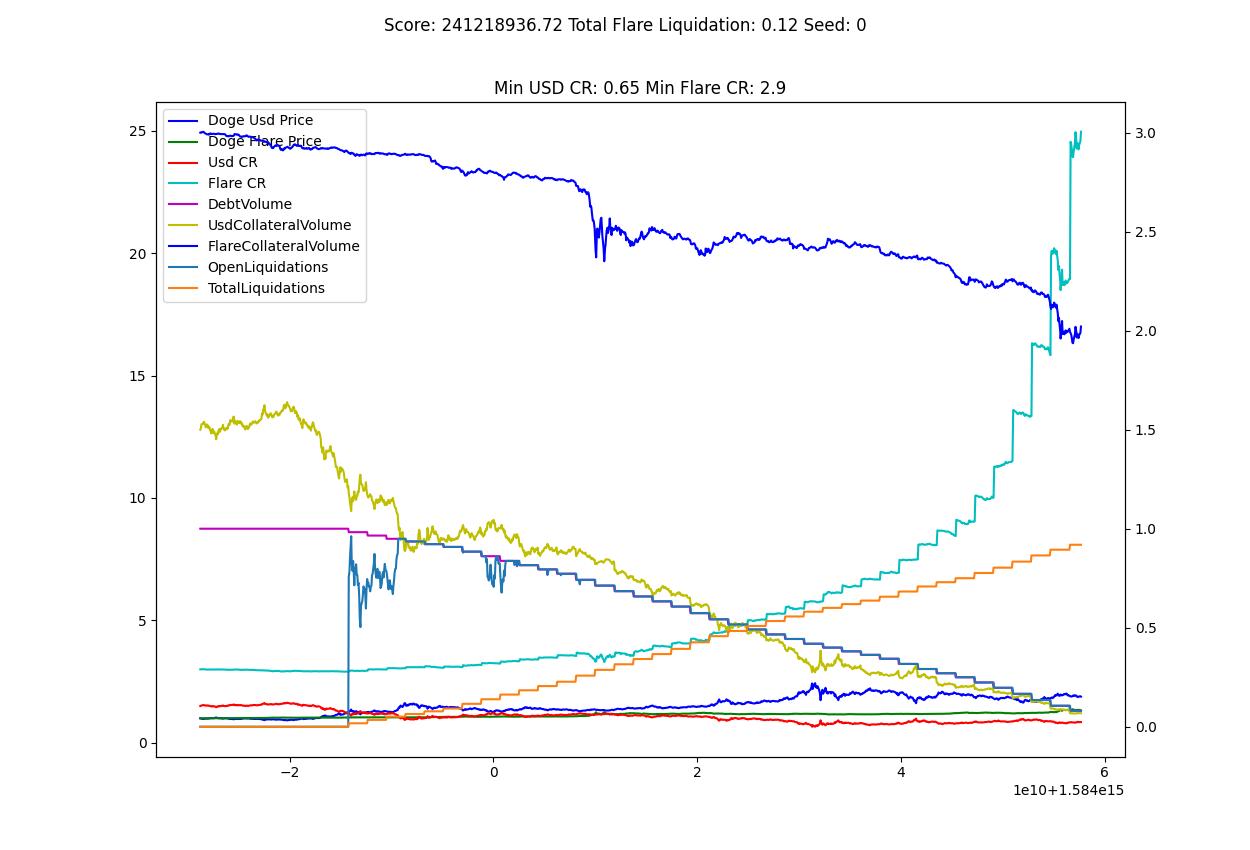 Score: 241218936.72 Total Flare Liquidation: 0.12 Seed: 0
Min USD CR: 0.65 Min Flare CR: 2.9
Doge Usd Price
Doge Flare Price
Usd CR
Flare CR
DebtVolume
UsdCollateralVolume
FlareCollateralVolume
OpenLiquidations
TotalLiquidations
25
20
15
10
5
0
3.0
2.5
2.0
1.5
1.0
0.5
0.0
−2
0
2
4
6
1e10+1.584e15